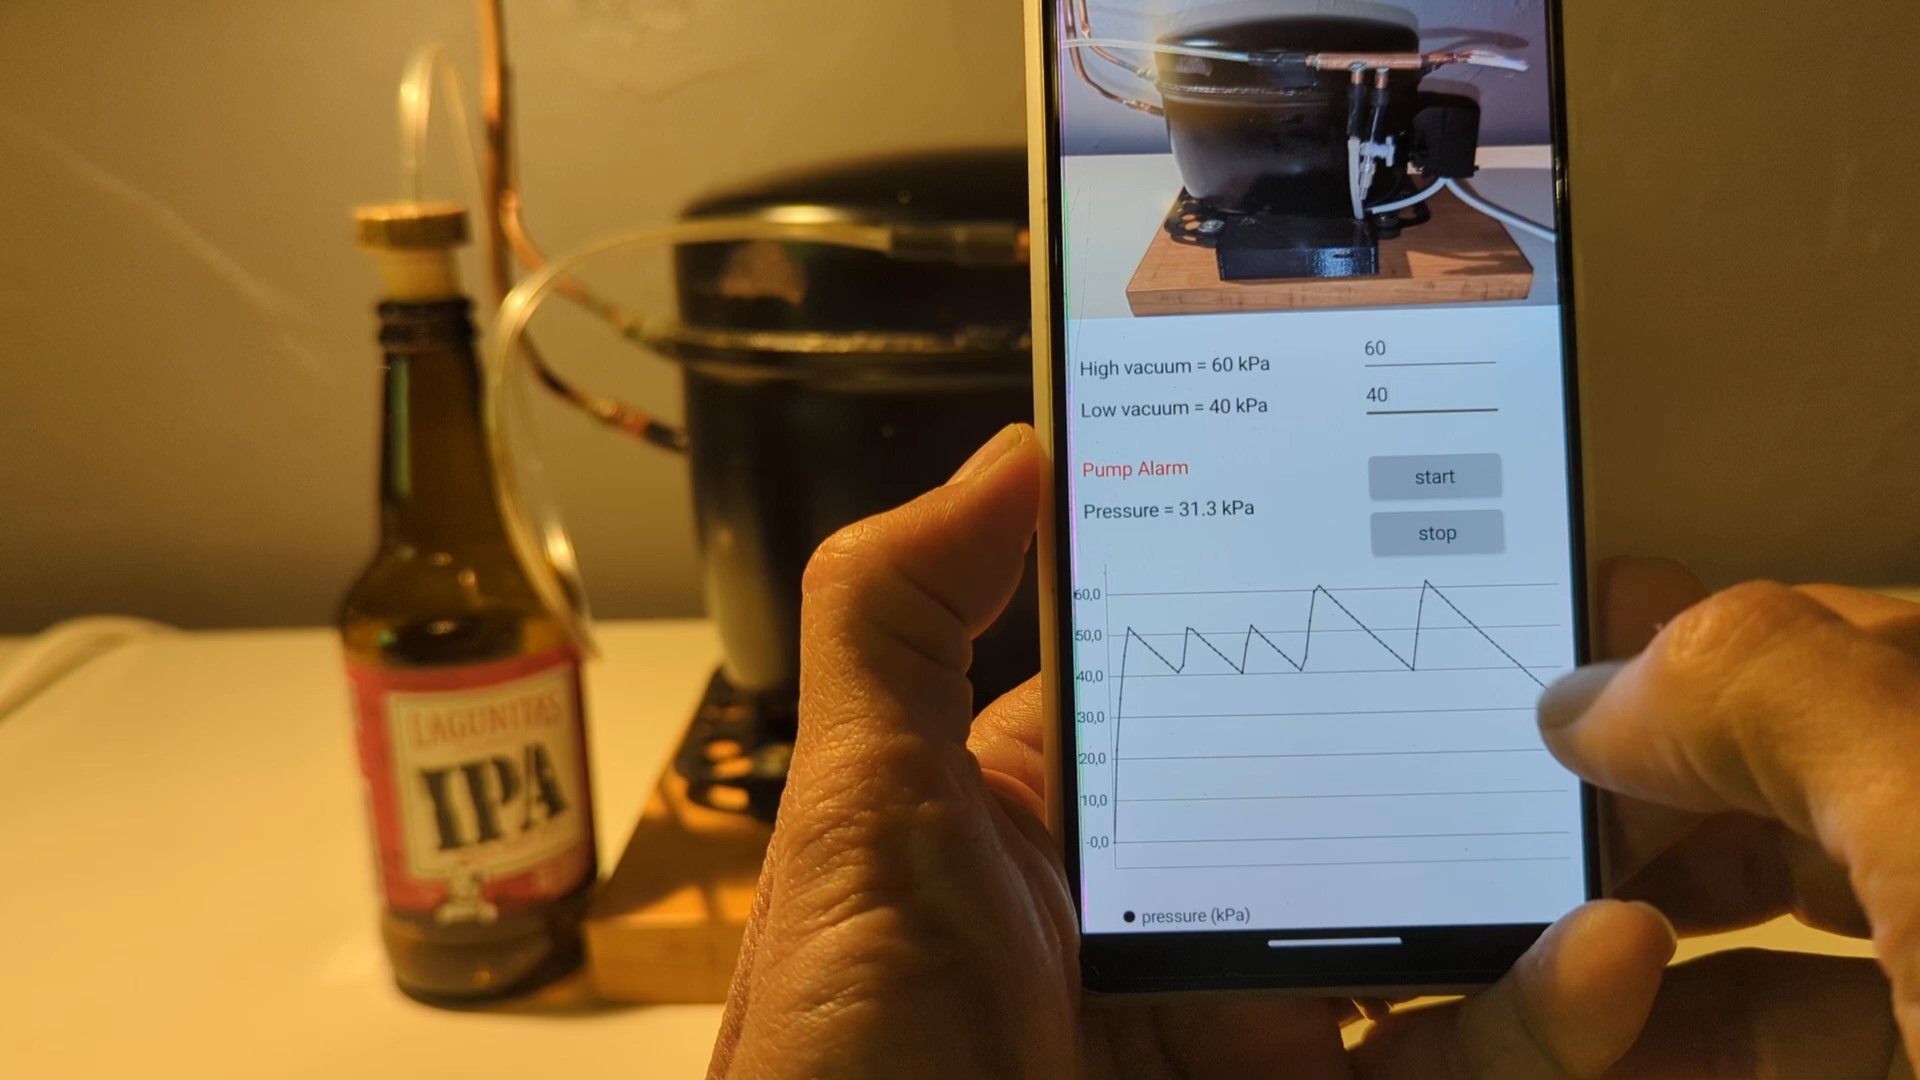 LAGUNITAS
IPA
High vacuum = 60 kPa
60
Low vacuum = 40 kPa
40
Pump Alarm
start
Pressure = 31.3 kPa
stop
60,0
50,0
40,0
30,0
20,0
10,0
-0,0
pressure (kPa)